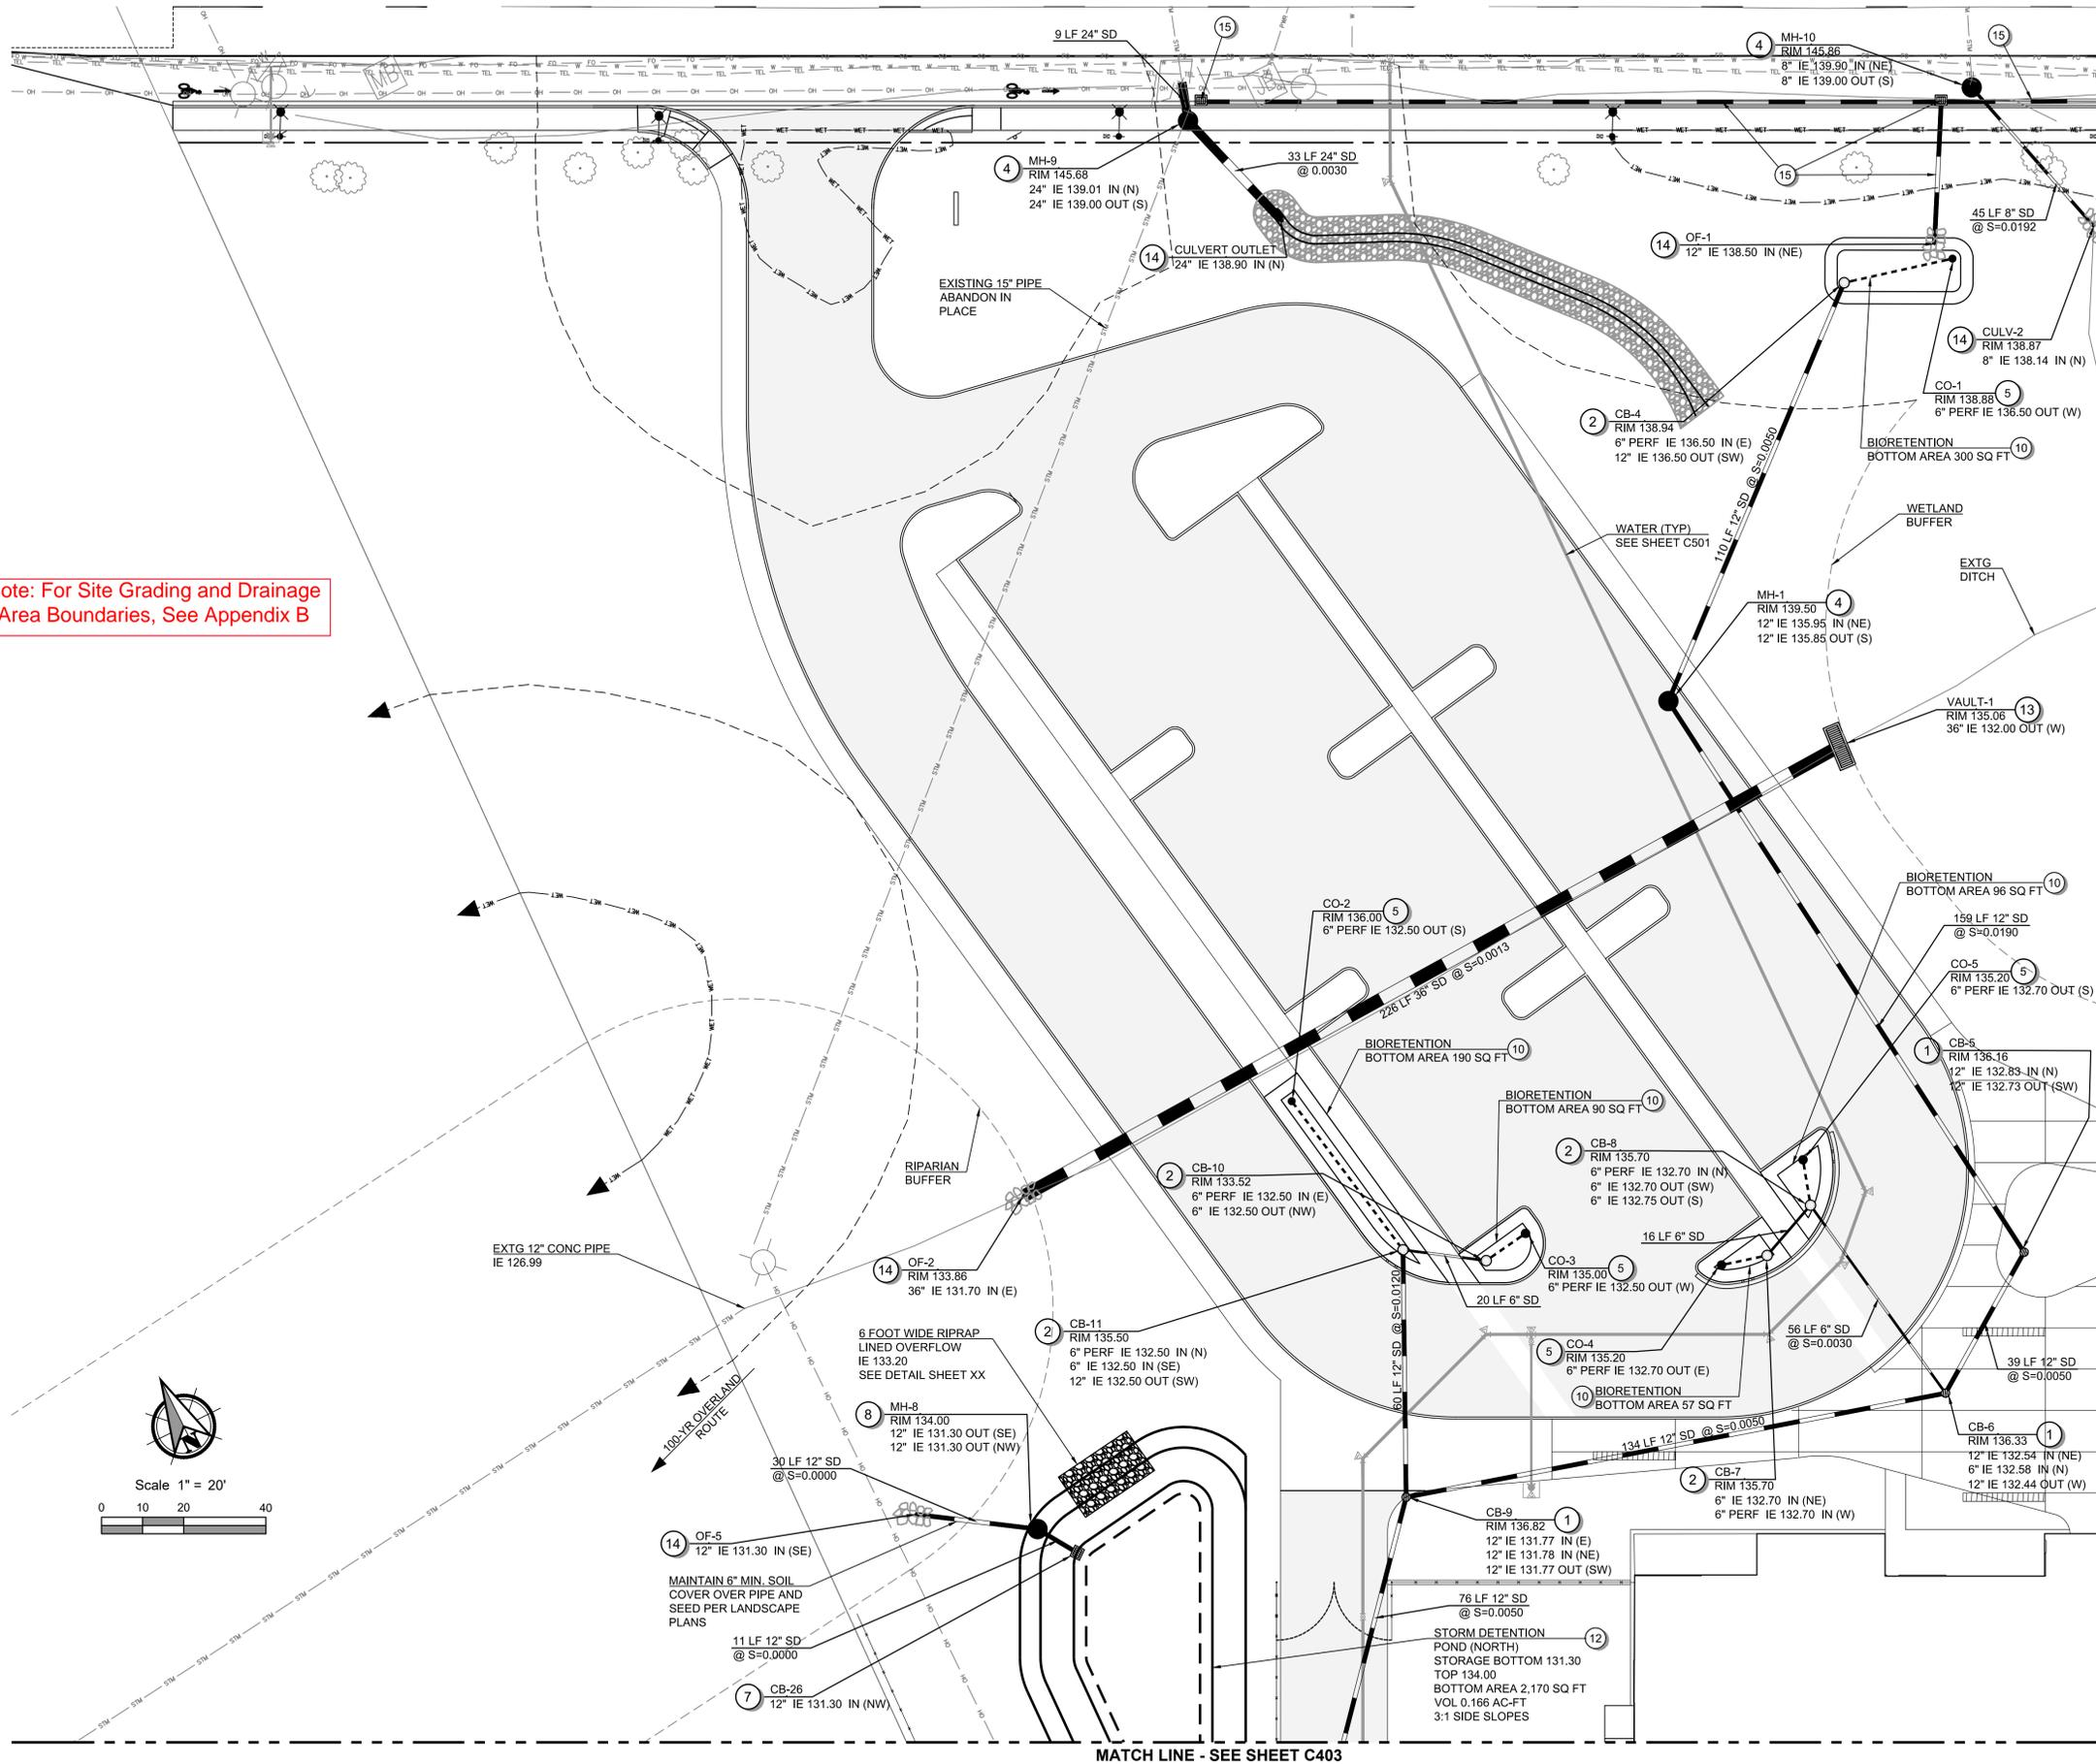 9 LF 24" SD
15
4
MH-10
RIM 145.86
8" IE 139.90 IN (NE)
8" IE 139.00 OUT (S)
15
MB
JB
4
MH-9
RIM 145.68
24" IE 139.01 IN (N)
24" IE 139.00 OUT (S)
33 LF 24" SD
@ 0.0030
15
45 LF 8" SD
@ S=0.0192
14
CULVERT OUTLET
24" IE 138.90 IN (N)
14
OF-1
12" IE 138.50 (NE)
EXISTING 15" PIPE
ABANDON IN
PLACE
14
CULV-2
RIM 138.87
8" IE 138.14 IN (N)
CO-1
5
RIM 138.88
6" PERF IE 136.50 OUT (W)
2
CB-4
RIM 138.94
6" PERF IE 136.50 IN (E)
12" IE 136.50 OUT (SW)
BIORETENTION
10
BOTTOM AREA 300 SQ FT
110 LF 12" SD @ S=0.0050
WATER (TYP)
SEE SHEET C501
WETLAND
BUFFER
EXTG
DITCH
ote: For Site Grading and Drainage
Area Boundaries, See Appendix B
MH-1
4
RIM 139.50
12" IE 135.95 IN (NE)
12" IE 135.85 OUT (S)
VAULT-1
13
RIM 135.06
36" IE 132.00 OUT (W)
BIORETENTION
10
BOTTOM AREA 96 SQ FT
CO-2
5
RIM 136.00
6" PERF IE 132.50 OUT (S)
159 LF 12" SD
@ S=0.0190
226 LF 36" SD @ S=0.0013
CO-5
5
RIM 135.20
6" PERF IE 132.70 OUT (S)
BIORETENTION
10
BOTTOM AREA 190 SQ FT
1
CB-5
RIM 136.16
12" IE 132.83 IN (N)
12" IE 132.73 OUT (SW)
BIORETENTION
10
BOTTOM AREA 90 SQ FT
2
CB-8
RIM 135.70
6" PERF IE 132.70 IN (N)
6" IE 132.70 OUT (SW)
6" IE 132.75 OUT (S)
RIPARIAN
BUFFER
2
CB-10
RIM 133.52
6" PERF IE 132.50 IN (E)
6" IE 132.50 OUT (NW)
16 LF 6" SD
EXTG 12" CONC PIPE
IE 126.99
14
OF-2
RIM 133.86
36" IE 131.70 IN (E)
CO-3
5
RIM 135.00
6" PERF IE 132.50 OUT (W)
20 LF 6" SD
60 LF 12" SD @ S=0.0120
6 FOOT WIDE RIPRAP
LINED OVERFLOW
IE 133.20
SEE DETAIL SHEET XX
2
CB-11
RIM 135.50
6" PERF IE 132.50 IN (N)
6" IE 132.50 IN (SE)
12" IE 132.50 OUT (SW)
56 LF 6" SD
@ S=0.0030
5
CO-4
RIM 135.20
6" PERF IE 132.70 OUT (E)
39 LF 12" SD
@ S=0.0050
10
BIORETENTION
BOTTOM AREA 57 SQ FT
100-YR OVERLAND
ROUTE
8
MH-8
RIM 134.00
12" IE 131.30 OUT (SE)
12" IE 131.30 OUT (NW)
134 LF 12" SD @ S=0.0050
CB-6
1
RIM 136.33
12" IE 132.54 IN (NE)
6" IE 132.58 IN (N)
12" IE 132.44 OUT (W)
N
Scale 1" = 20'
0 10 20 40
30 LF 12" SD
@ S=0.0000
2
CB-7
RIM 135.70
6" IE 132.70 IN (NE)
6" PERF IE 132.70 IN (W)
CB-9
1
RIM 136.82
12" IE 131.77 IN (E)
12" IE 131.78 IN (NE)
12" IE 131.77 OUT (SW)
14
OF-5
12" IE 131.30 IN (SE)
MAINTAIN 6" MIN. SOIL
COVER OVER PIPE AND
SEED PER LANDSCAPE
PLANS
76 LF 12" SD
@ S=0.0050
11 LF 12" SD
@ S=0.0000
STORM DETENTION
12
POND (NORTH)
STORAGE BOTTOM 131.30
TOP 134.00
BOTTOM AREA 2,170 SQ FT
VOL 0.166 AC-FT
3:1 SIDE SLOPES
7
CB-26
12" IE 131.30 IN (NW)
MATCH LINE - SEE SHEET C403